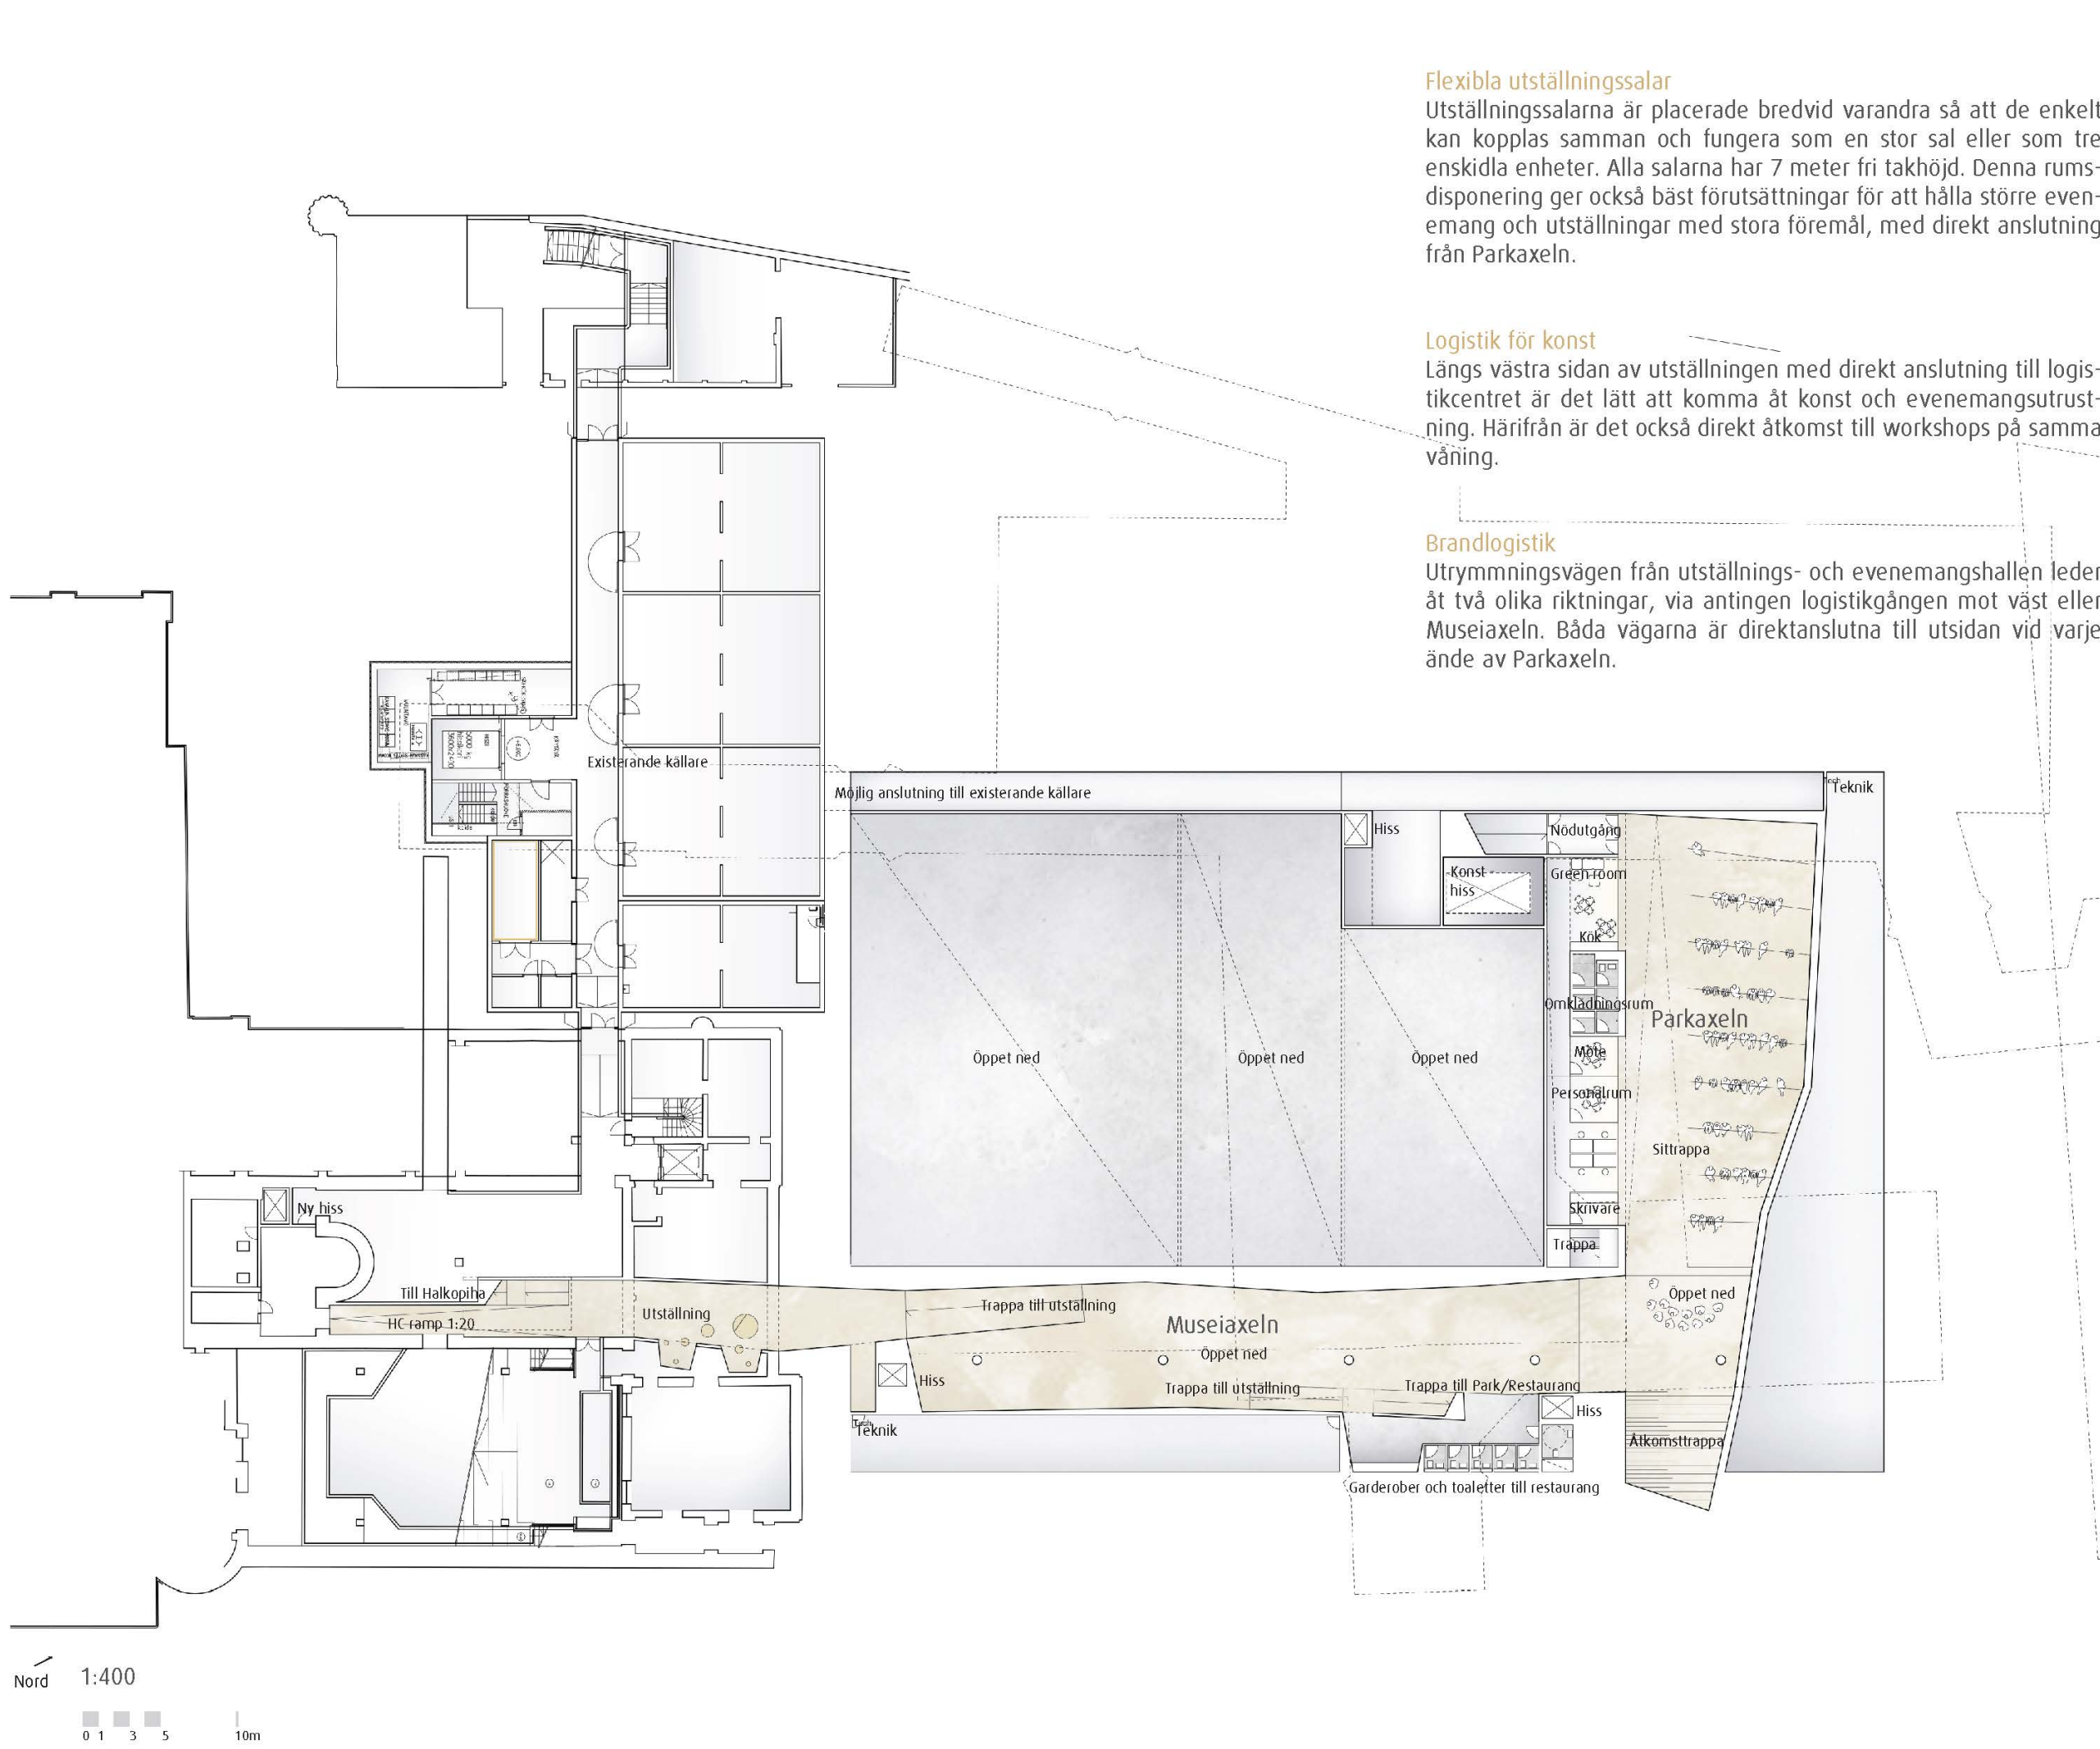 Flexibla utställningssalar
Utställningssalarna är placerade bredvid varandra så att de enkelt
kan kopplas samman och fungera som en stor sal eller som tre
enskidla enheter. Alla salarna har 7 meter fri takhöjd. Denna rums-
disponering ger också bäst förutsättningar för att hålla större even-
emang och utställningar med stora föremål, med direkt anslutning
från Parkaxeln.
Logistik för konst
Längs västra sidan av utställningen med direkt anslutning till logis-
tikcentret är det lätt att komma åt konst och evenemangsutrust-
ning. Härifrån är det också direkt åtkomst till workshops på samma
våning.
Brandlogistik
Utrymmningsvägen från utställnings- och evenemangshallen leder
åt två olika riktningar, via antingen logistikgången mot väst eller
Museiaxeln. Båda vägarna är direktanslutna till utsidan vid varje
ände av Parkaxeln.
Existerande källare
Möjlig anslutning till existerande källare
Teknik
Hiss
Nödutgång
Konst
hiss
Green room
Kök
Omklädningsrum
Parkaxeln
Öppet ned
Öppet ned
Öppet ned
Möte
Personalrum
Sittrappa
Skrivare
Trappa
Ny hiss
Till Halkopiha
HC ramp 1:20
Utställning
Trappa till utställning
Museiaxeln
Öppet ned
Öppet ned
Hiss
Trappa till utställning
Trappa till Park/Restaurang
Hiss
Teknik
Åtkomsttrappa
Garderober och toaletter till restaurang
Nord
1:400
0 1 3 5 10m